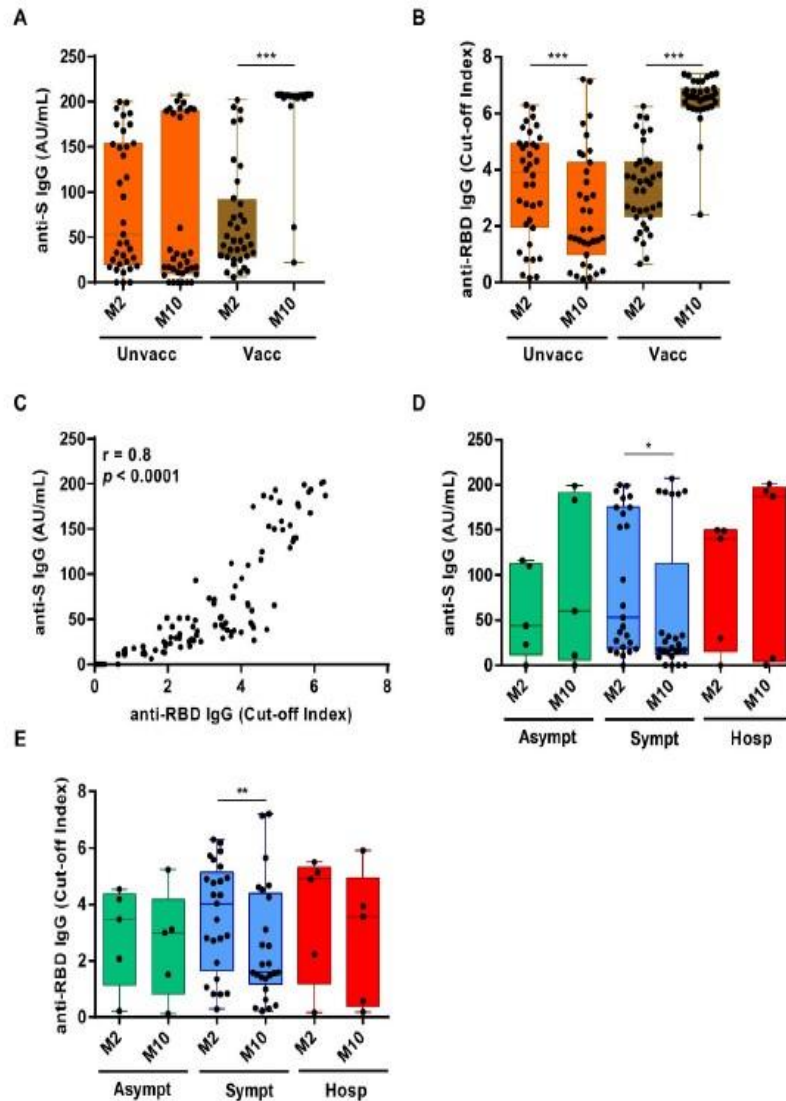 A
B
***
***
***
anti-S IgG (AU/mL)
250
200
150
100
50
0
M2
M10
M2
M10
Unvacc
Vacc
anti-RBD IgG (Cut-off Index)
8
6
4
2
0
M2
M10
M2
M10
Unvacc
Vacc
C
D
r = 0.8
p < 0.0001
anti-S IgG (AU/mL)
250
200
150
100
50
0
0
2
4
6
8
anti-RBD IgG (Cut-off Index)
*
anti-S IgG (AU/mL)
250
200
150
100
50
0
M2
M10
M2
M10
M2
M10
Asympt
Sympt
Hosp
E
**
anti-RBD IgG (Cut-off Index)
8
6
4
2
0
M2
M10
M2
M10
M2
M10
Asympt
Sympt
Hosp